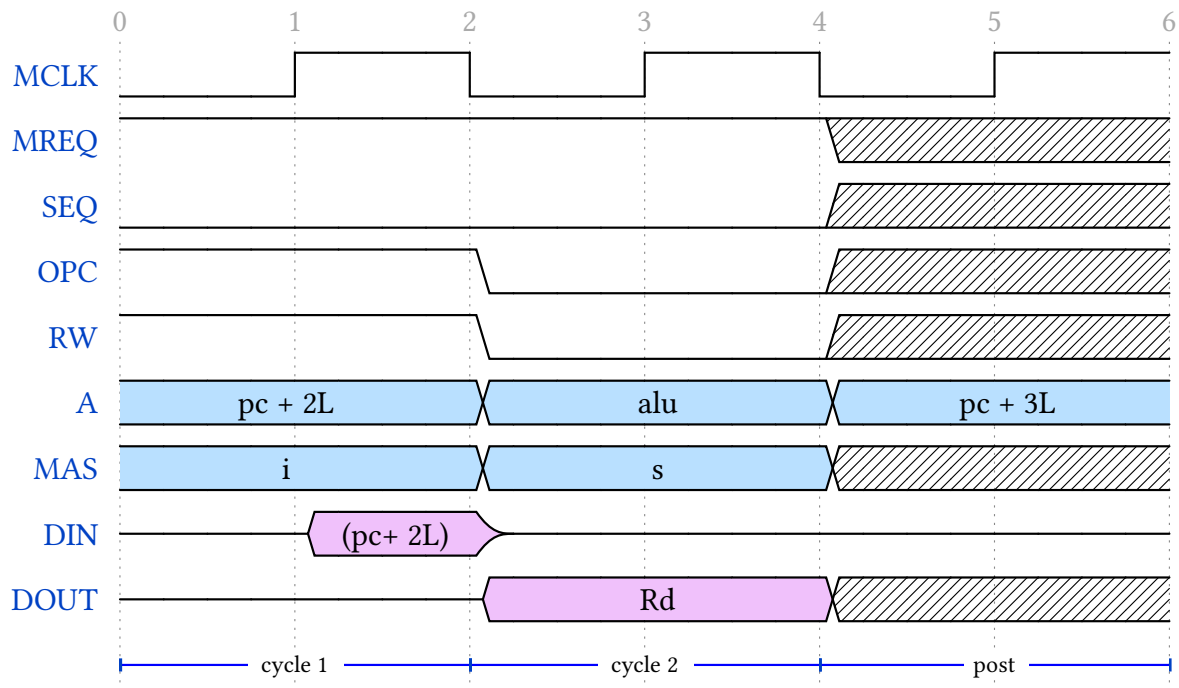 0 1 2 3 4 5 6
MCLK
MREQ
SEQ
OPC
RW
A pc + 2L alu pc + 3L
MAS i s
DIN (pc+ 2L)
DOUT Rd
cycle 1 cycle 2 post